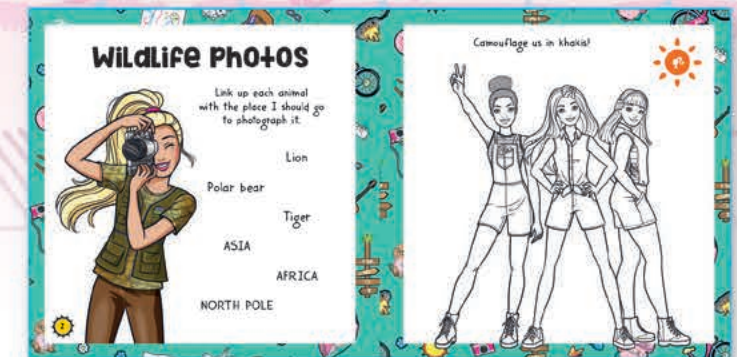 Wildlife Photos
Link up each animal
with the place I should go
to photograph it.
Lion
Polar bear
Tiger
ASIA
AFRICA
NORTH POLE
2
Camouflage us in khakis!